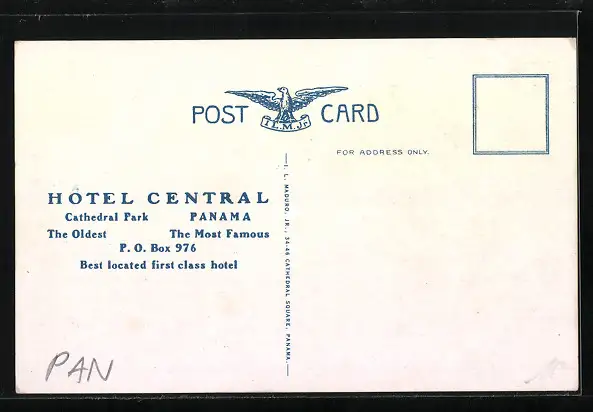 POST CARD
I.L.M.Jr.
FOR ADDRESS ONLY.
HOTEL CENTRAL
Cathedral Park PANAMA
The Oldest The Most Famous
P. O. Box 976
Best located first class hotel
I. L. MADURO, JR., 34-46 CATHEDRAL SQUARE, PANAMA.
PAN